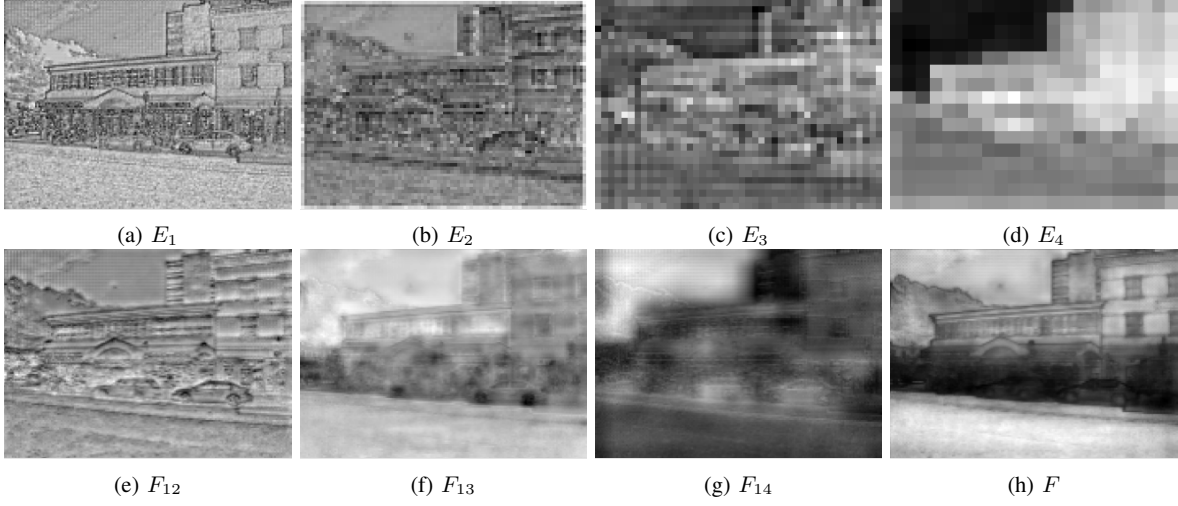 (a) E₁ (b) E₂ (c) E₃ (d) E₄
(e) F₁₂ (f) F₁₃ (g) F₁₄ (h) F